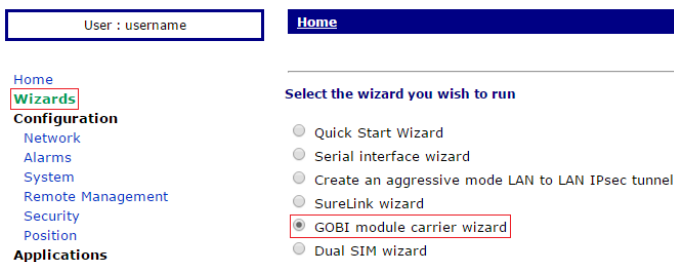 User : username
Home
Home
Wizards
Configuration
Network
Alarms
System
Remote Management
Security
Position
Applications
Select the wizard you wish to run
Quick Start Wizard
Serial interface wizard
Create an aggressive mode LAN to LAN IPsec tunnel
SureLink wizard
GOBI module carrier wizard
Dual SIM wizard